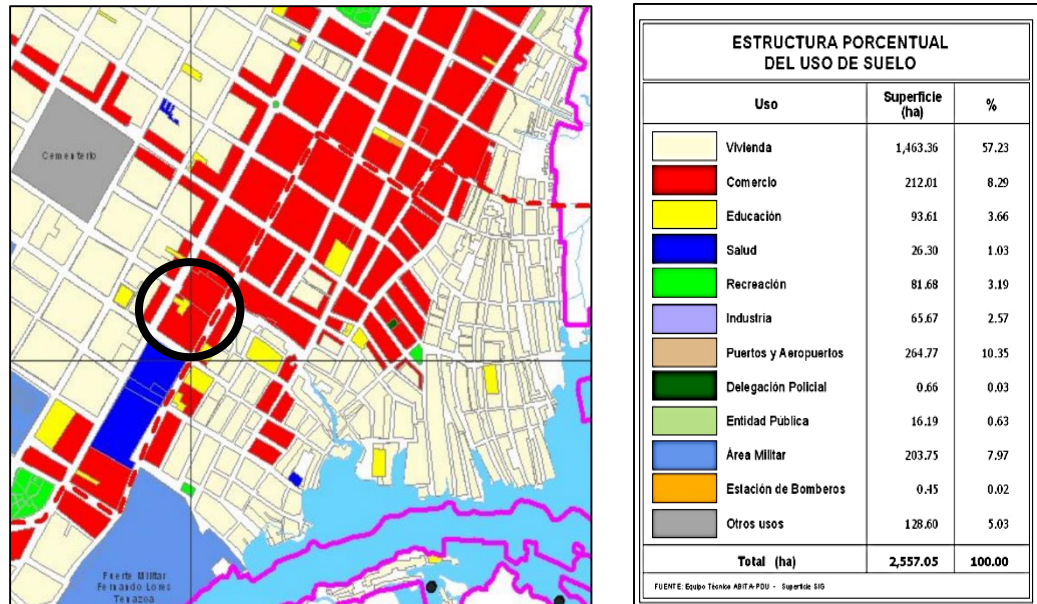 Cementerio
Fuerte Militar
Fernando Lores
Tenazoa
ESTRUCTURA PORCENTUAL
DEL USO DE SUELO
Uso Superficie (ha) %
Vivienda 1,463.36 57.23
Comercio 212.01 8.29
Educación 93.61 3.66
Salud 26.30 1.03
Recreación 81.68 3.19
Industria 65.67 2.57
Puertos y Aeropuertos 264.77 10.35
Delegación Policial 0.66 0.03
Entidad Pública 16.19 0.63
Área Militar 203.75 7.97
Estación de Bomberos 0.45 0.02
Otros usos 128.60 5.03
Total (ha) 2,557.05 100.00
FUENTE: Equipo Técnico ABITA-PDU - Superficie SIG